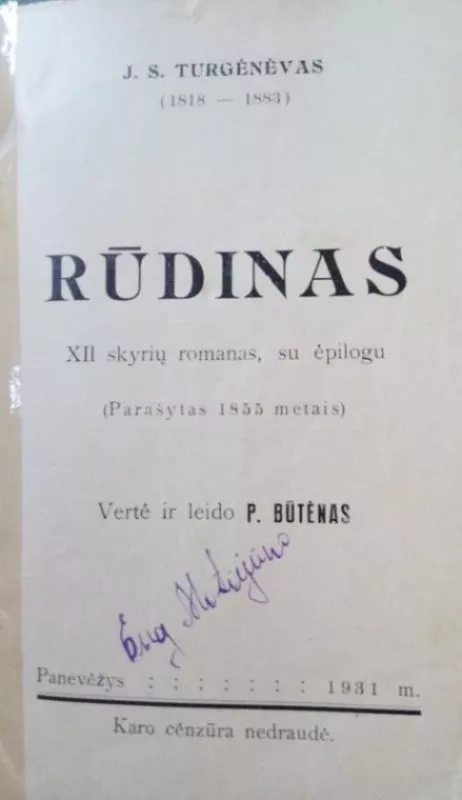 J. S. TURGĖNĖVAS
(1818 — 1883)
RŪDINAS
XII skyrių romanas, su ėpilogu
(Parašytas 1855 metais)
Vertė ir leido P. BŪTĖNAS
Panevėžys : : : : : : : 1931 m.
Karo cėnzūra nedraudė.